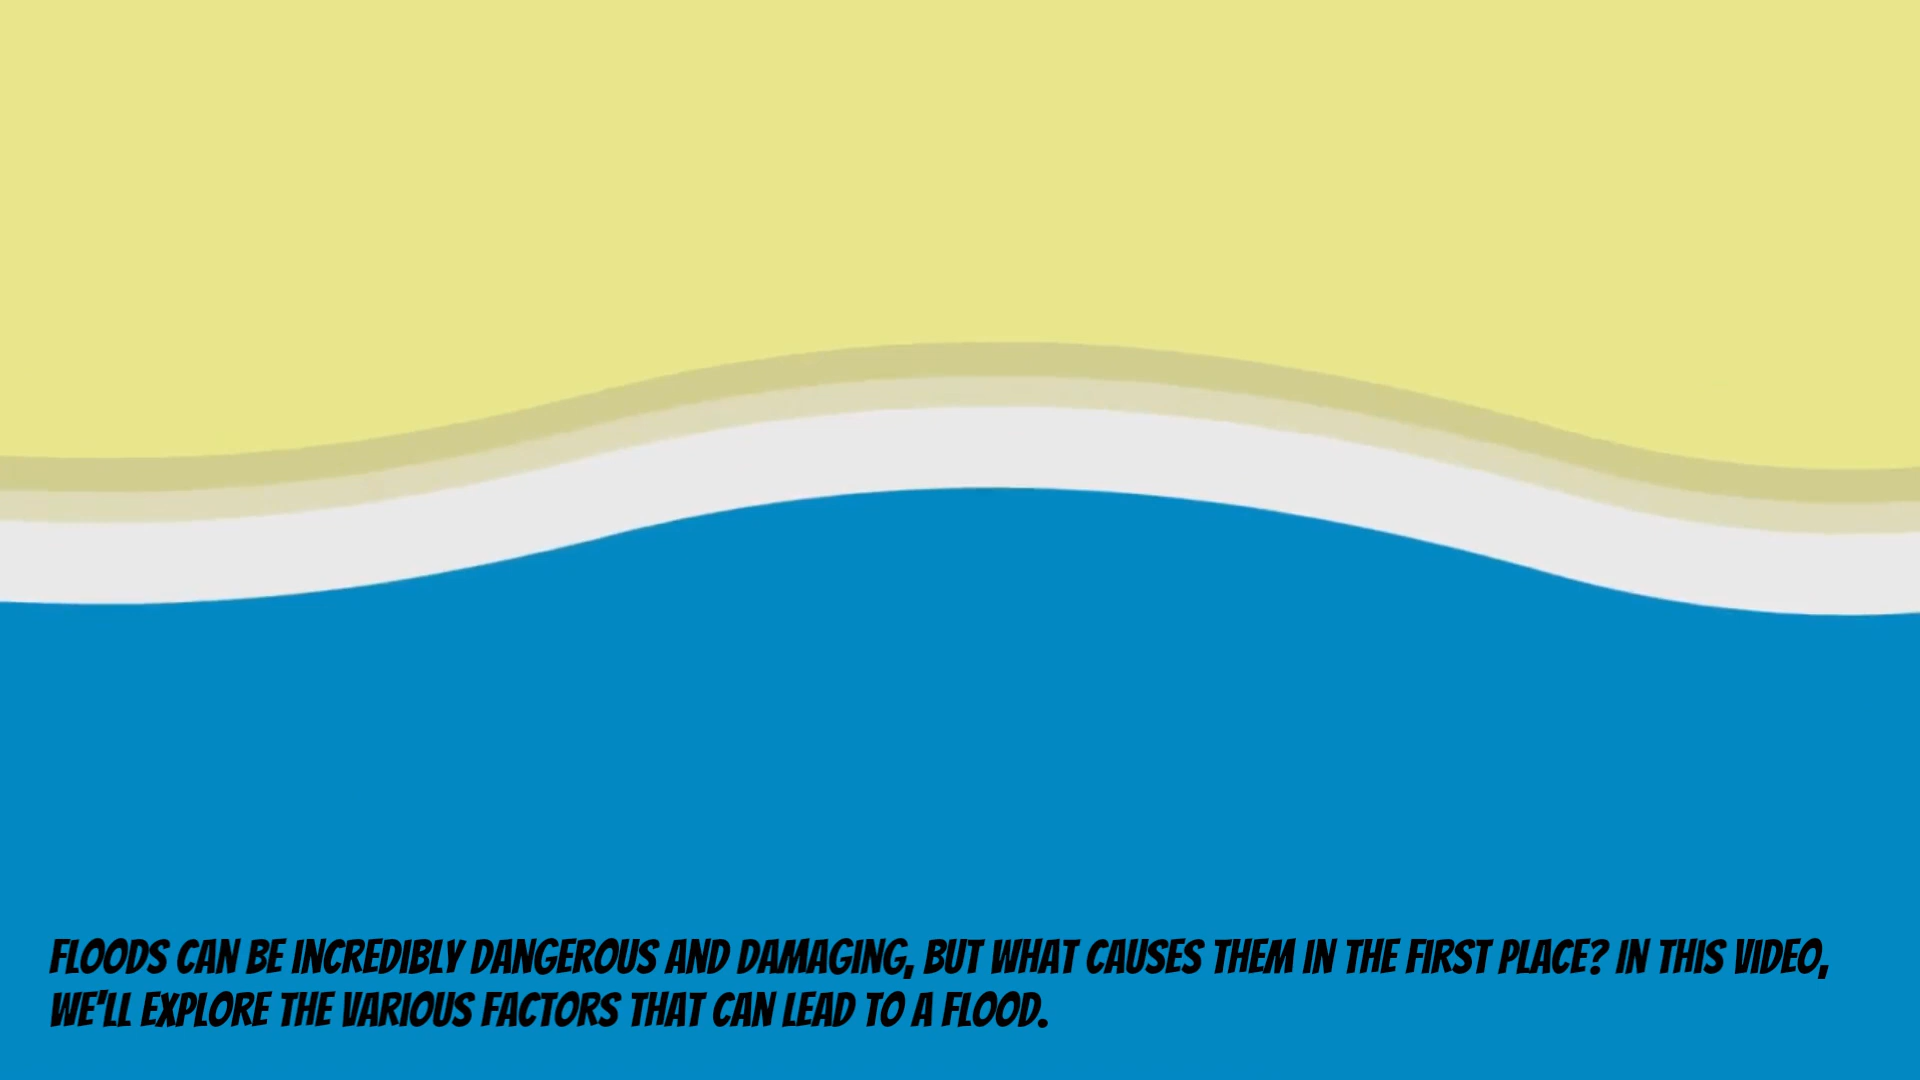 FLOODS CAN BE INCREDIBLY DANGEROUS AND DAMAGING, BUT WHAT CAUSES THEM IN THE FIRST PLACE? IN THIS VIDEO,
WE'LL EXPLORE THE VARIOUS FACTORS THAT CAN LEAD TO A FLOOD.